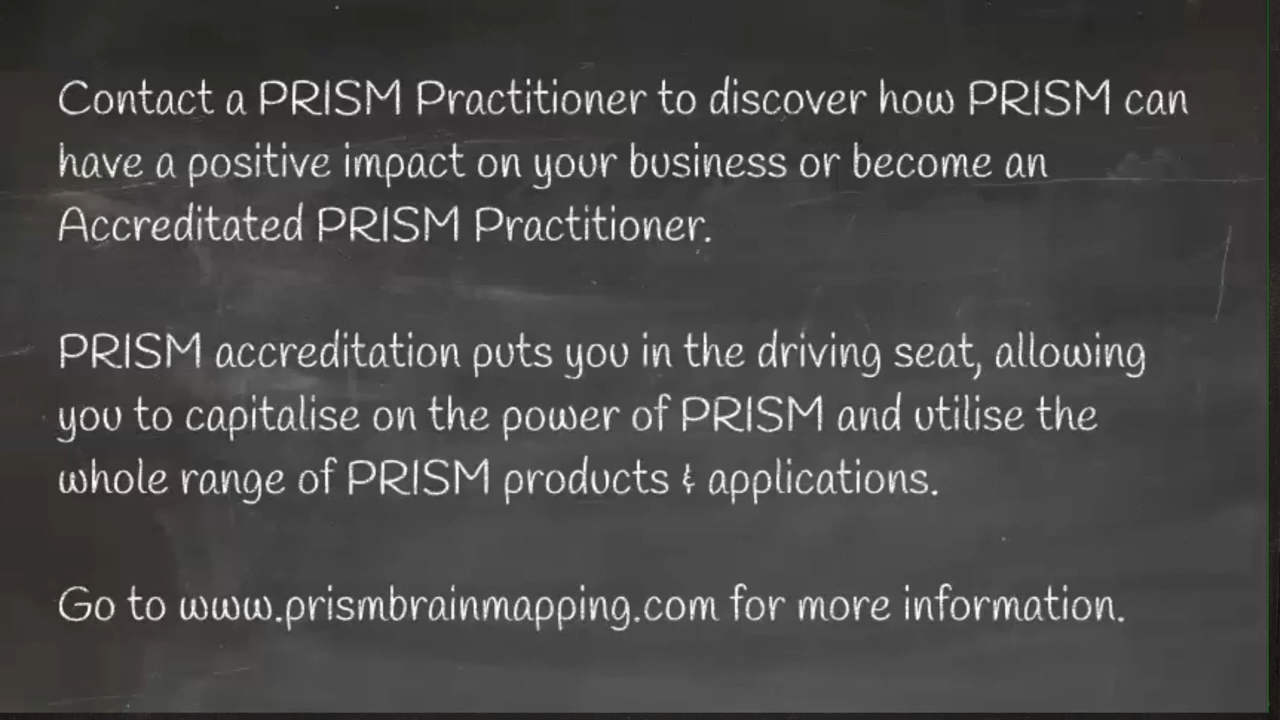 Contact a PRISM Practitioner to discover how PRISM can
have a positive impact on your business or become an
Accreditated PRISM Practitioner.
PRISM accreditation puts you in the driving seat, allowing
you to capitalise on the power of PRISM and utilise the
whole range of PRISM products & applications.
Go to www.prismbrainmapping.com for more information.